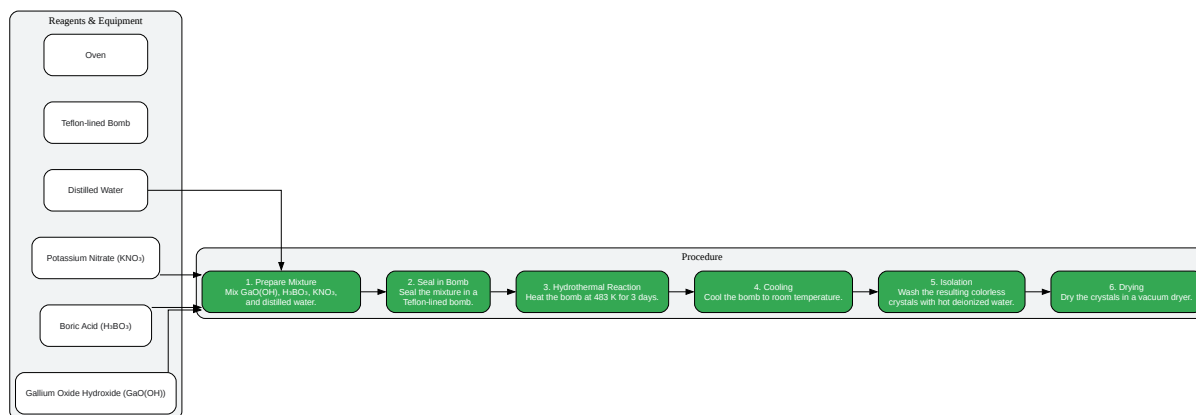 Reagents & Equipment
Oven
Teflon-lined Bomb
Distilled Water
Potassium Nitrate (KNO₃)
Boric Acid (H₃BO₃)
Gallium Oxide Hydroxide (GaO(OH))
Procedure
1. Prepare Mixture
Mix GaO(OH), H₃BO₃, KNO₃,
and distilled water.
2. Seal in Bomb
Seal the mixture in a
Teflon-lined bomb.
3. Hydrothermal Reaction
Heat the bomb at 483 K for 3 days.
4. Cooling
Cool the bomb to room temperature.
5. Isolation
Wash the resulting colorless
crystals with hot deionized water.
6. Drying
Dry the crystals in a vacuum dryer.